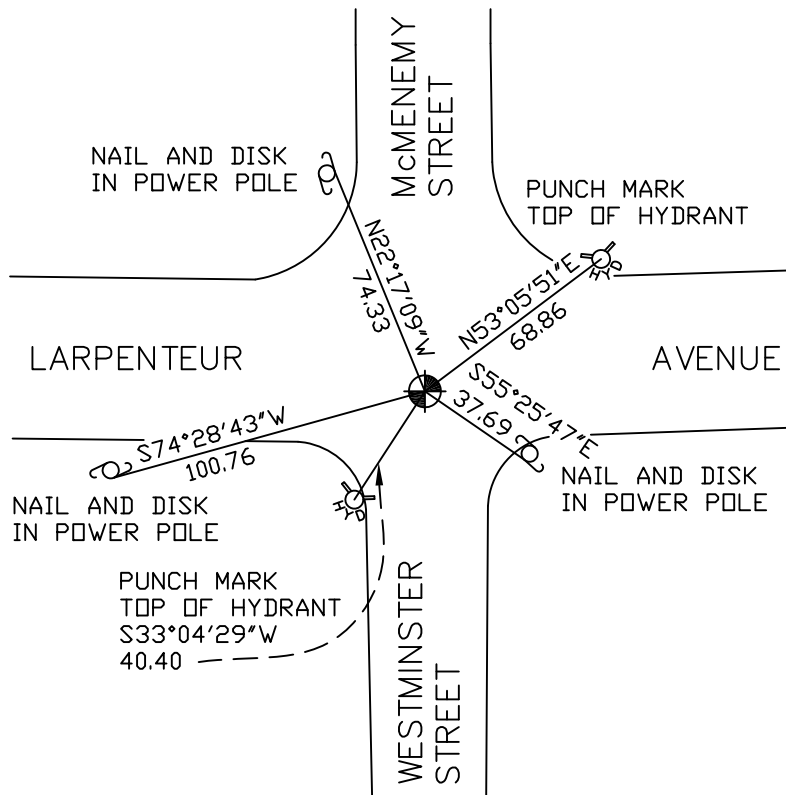 McMENEMY
STREET
NAIL AND DISK
IN POWER POLE
PUNCH MARK
TOP OF HYDRANT
HYD
N22°17'09"W
74.33
N53°05'51"E
68.86
LARPENTEUR
AVENUE
S55°25'47"E
37.69
S74°28'43"W
100.76
NAIL AND DISK
IN POWER POLE
NAIL AND DISK
IN POWER POLE
HYD
PUNCH MARK
TOP OF HYDRANT
S33°04'29"W
40.40
WESTMINSTER
STREET